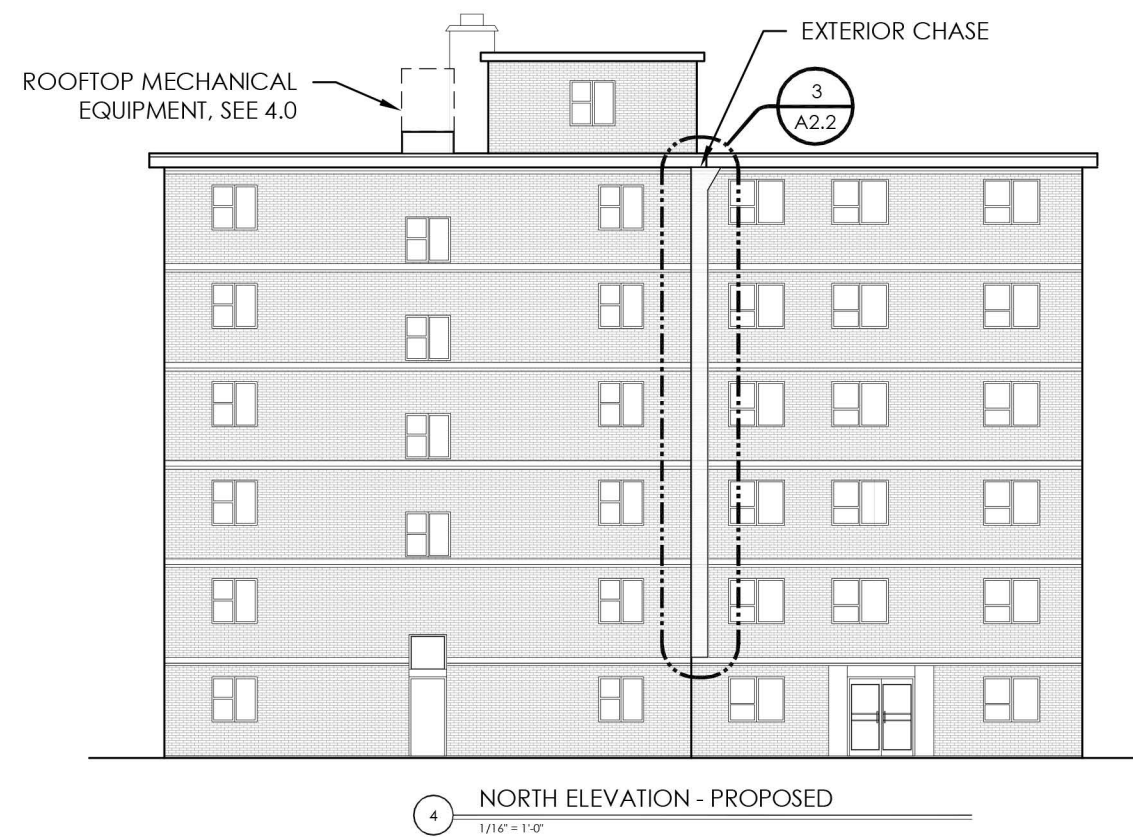 EXTERIOR CHASE
ROOFTOP MECHANICAL
EQUIPMENT, SEE 4.0
3
A2.2
4
NORTH ELEVATION - PROPOSED
1/16" = 1'-0"